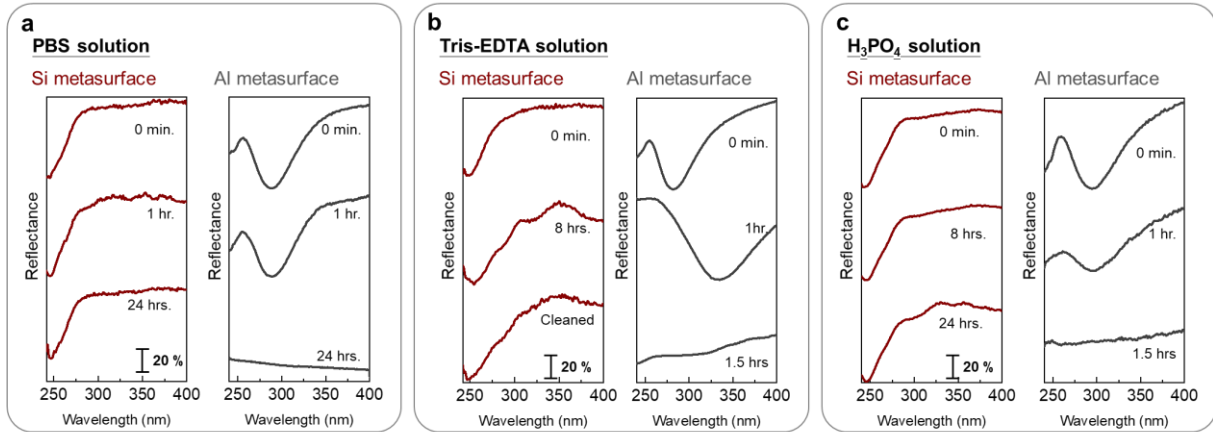 a
PBS solution
Si metasurface
Al metasurface
0 min.
0 min.
1 hr.
1 hr.
24 hrs.
24 hrs.
20 %
Reflectance
Reflectance
250 300 350 400
250 300 350 400
Wavelength (nm)
Wavelength (nm)
b
Tris-EDTA solution
Si metasurface
Al metasurface
0 min.
0 min.
8 hrs.
1hr.
Cleaned
1.5 hrs
20 %
Reflectance
Reflectance
250 300 350 400
250 300 350 400
Wavelength (nm)
Wavelength (nm)
c
H3PO4 solution
Si metasurface
Al metasurface
0 min.
0 min.
8 hrs.
1 hr.
24 hrs.
1.5 hrs
20 %
Reflectance
Reflectance
250 300 350 400
250 300 350 400
Wavelength (nm)
Wavelength (nm)